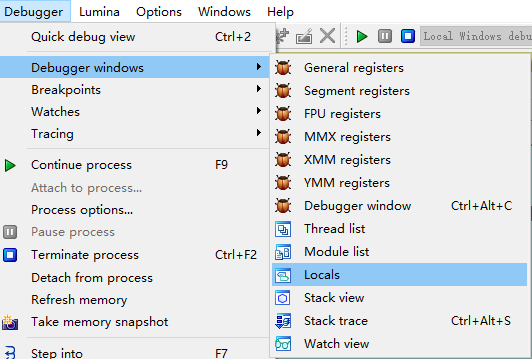 Debugger Lumina Options Windows Help
Quick debug view Ctrl+2
Local Windows debu
Debugger windows
Breakpoints
Watches
Tracing
Continue process F9
Attach to process...
Process options...
Pause process
Terminate process Ctrl+F2
Detach from process
Refresh memory
Take memory snapshot
Step into F7
General registers
Segment registers
FPU registers
MMX registers
XMM registers
YMM registers
Debugger window Ctrl+Alt+C
Thread list
Module list
Locals
Stack view
Stack trace Ctrl+Alt+S
Watch view